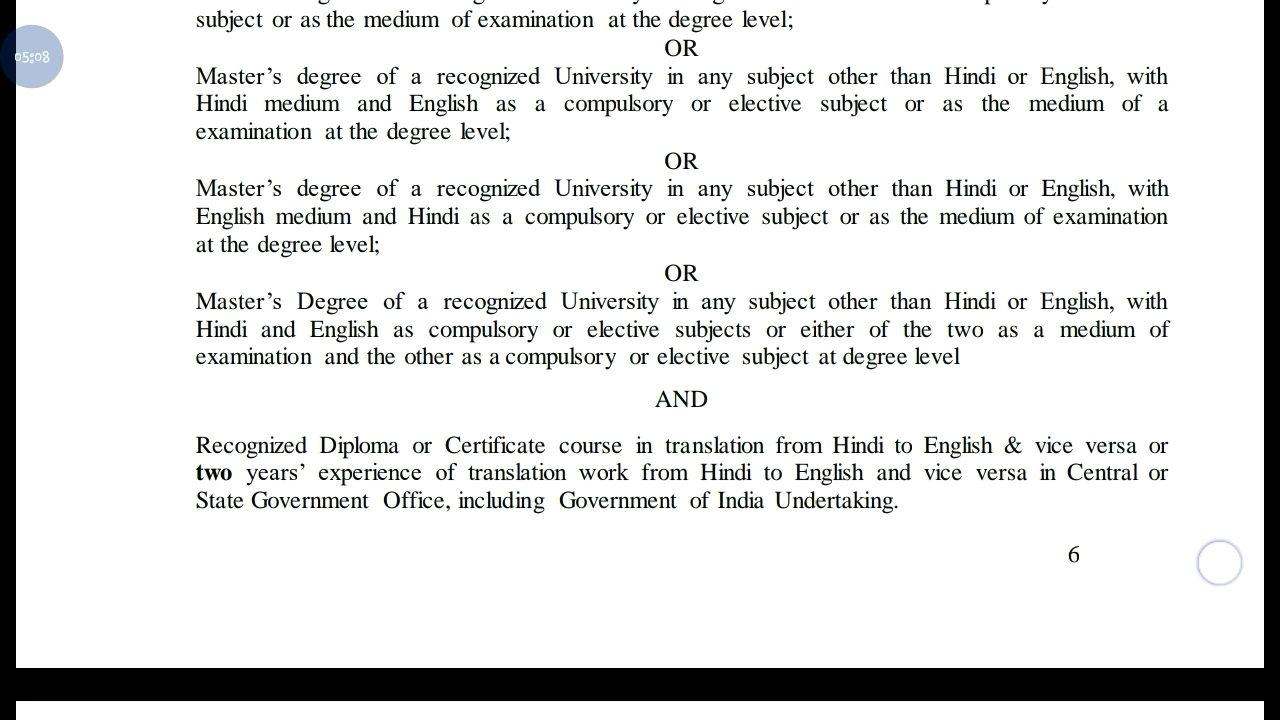 subject or as the medium of examination at the degree level;
05:08
OR
Master's degree of a recognized University in any subject other than Hindi or English, with
Hindi medium and English as a compulsory or elective subject or as the medium of a
examination at the degree level;
OR
Master's degree of a recognized University in any subject other than Hindi or English, with
English medium and Hindi as a compulsory or elective subject or as the medium of examination
at the degree level;
OR
Master's Degree of a recognized University in any subject other than Hindi or English, with
Hindi and English as compulsory or elective subjects or either of the two as a medium of
examination and the other as a compulsory or elective subject at degree level
AND
Recognized Diploma or Certificate course in translation from Hindi to English & vice versa or
two years' experience of translation work from Hindi to English and vice versa in Central or
State Government Office, including Government of India Undertaking.
6